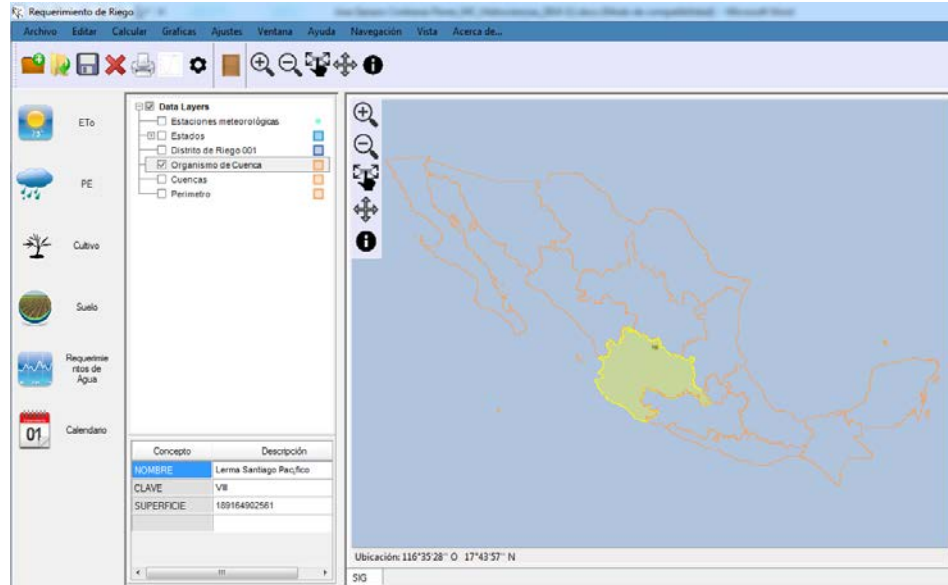 Requerimiento de Riego
Archivo Editar Calcular Graficas Ajustes Ventana Ayuda Navegación Vista Acerca de...
ETo
PE
Cultivo
Suelo
Requerimie
ntos de
Agua
01
Calendario
Data Layers
Estaciones meteorológicas
Estados
Distrito de Riego 001
Organismo de Cuenca
Cuencas
Perimetro
Concepto Descripción
NOMBRE Lerma Santiago Pac¡fico
CLAVE VIII
SUPERFICIE 189164902561
Ubicación: 116°35'28'' O 17°43'57'' N
SIG